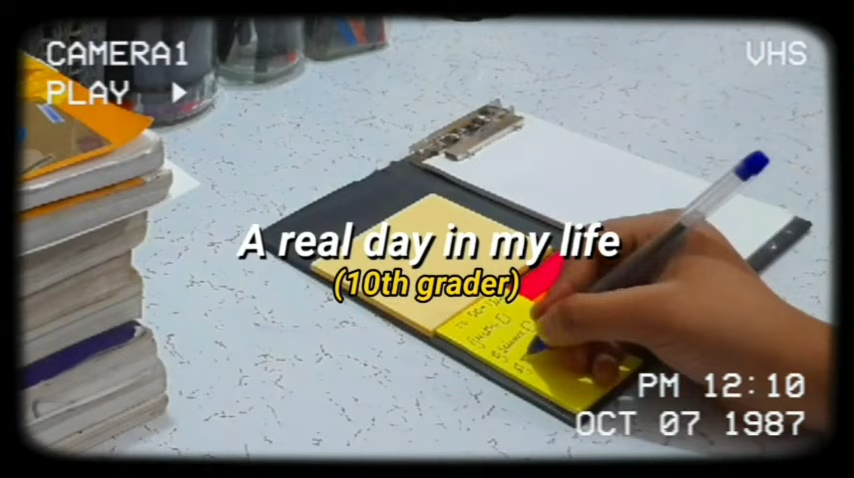 CAMERA1
VHS
PLAY
A real day in my life
(10th grader)
PM 12:10
OCT 07 1987